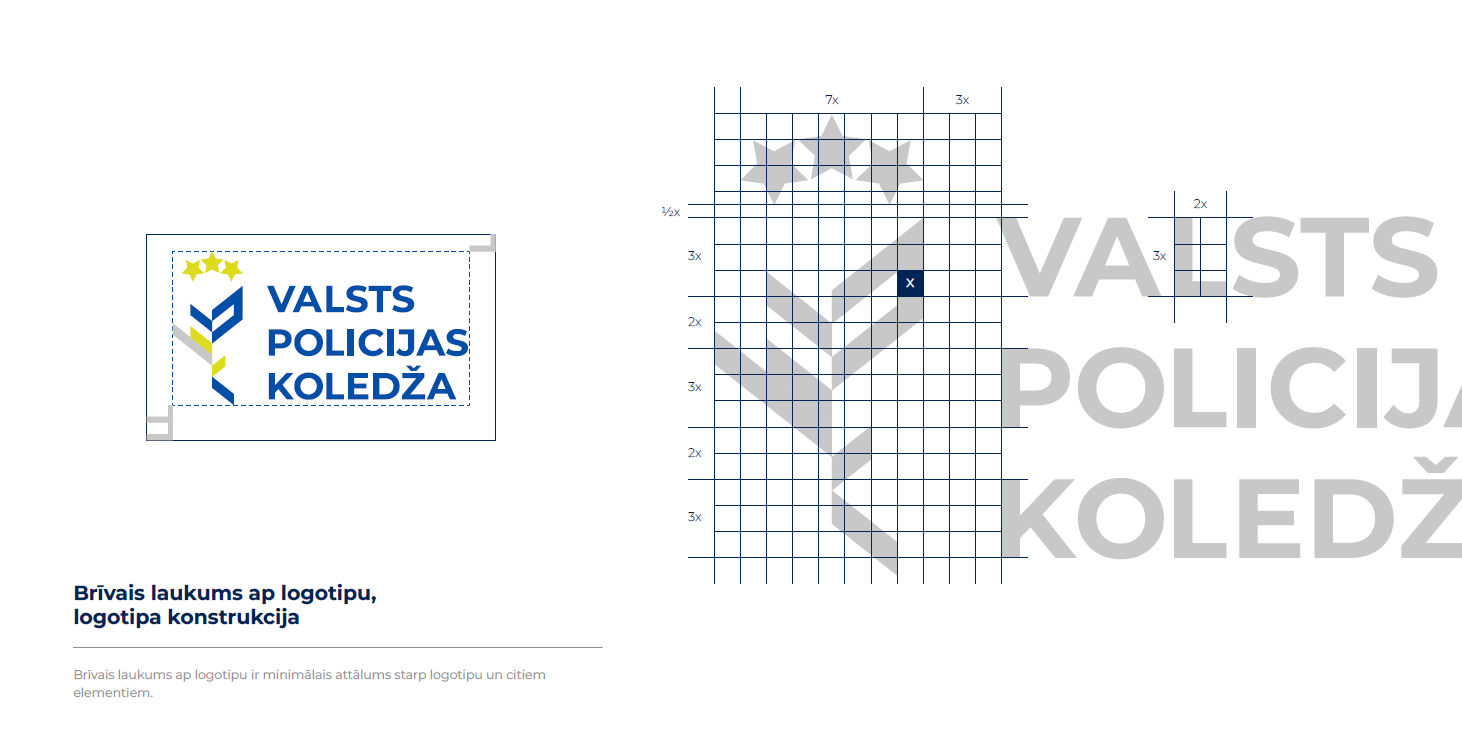 VALSTS
POLICIJAS
KOLEDŽA
Brīvais laukums ap logotipu,
logotipa konstrukcija
Brīvais laukums ap logotipu ir minimālais attālums starp logotipu un citiem
elementiem.
7x
3x
½x
3x
x
2x
3x
2x
3x
2x
3x
VALSTS
POLICIJA
KOLEDŽ